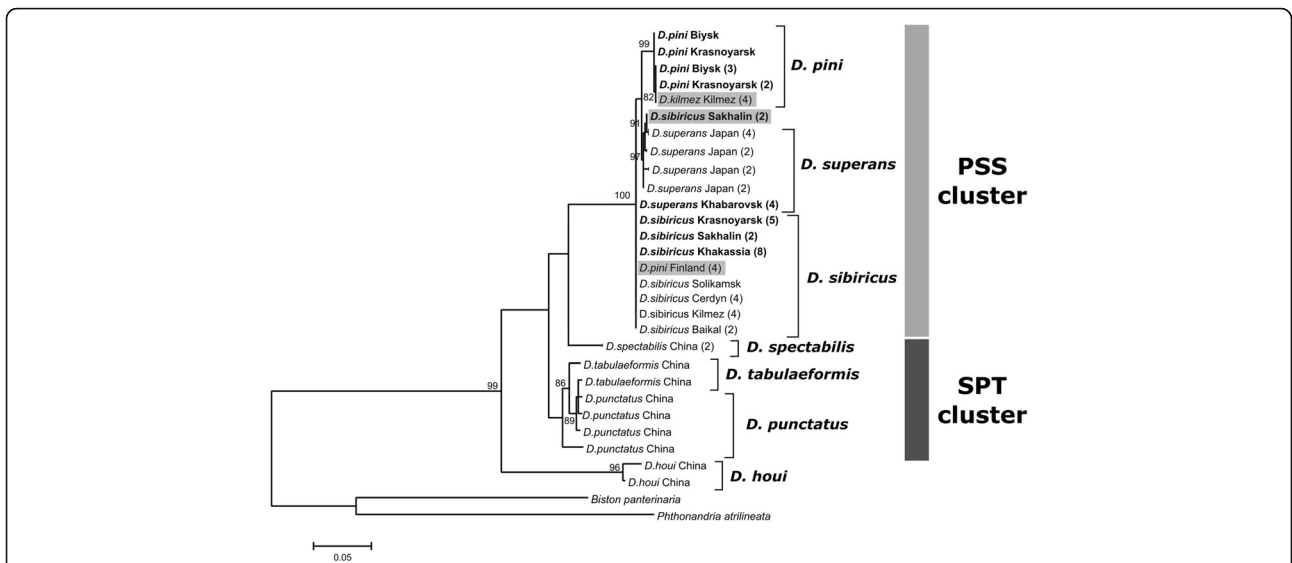 D.pini Biysk
99
D.pini Krasnoyarsk
D.pini Biysk (3)
D. pini
D.pini Krasnoyarsk (2)
82
D.kilmez Kilmez (4)
D.sibiricus Sakhalin (2)
91
D.superans Japan (4)
D.superans Japan (2)
97
D. superans
D.superans Japan (2)
PSS
cluster
D.superans Japan (2)
100
D.superans Khabarovsk (4)
D.sibiricus Krasnoyarsk (5)
D.sibiricus Sakhalin (2)
D.sibiricus Khakassia (8)
D.pini Finland (4)
D. sibiricus
D.sibiricus Solikamsk
D.sibiricus Cerdyn (4)
D.sibiricus Kilmez (4)
D.sibiricus Baikal (2)
D.spectabilis China (2)
D. spectabilis
D.tabulaeformis China
D. tabulaeformis
86
D.tabulaeformis China
SPT
cluster
D.punctatus China
D.punctatus China
89
D. punctatus
D.punctatus China
D.punctatus China
99
D.houi China
96
D. houi
D.houi China
Biston panterinaria
Phthonandria atrilineata
0.05